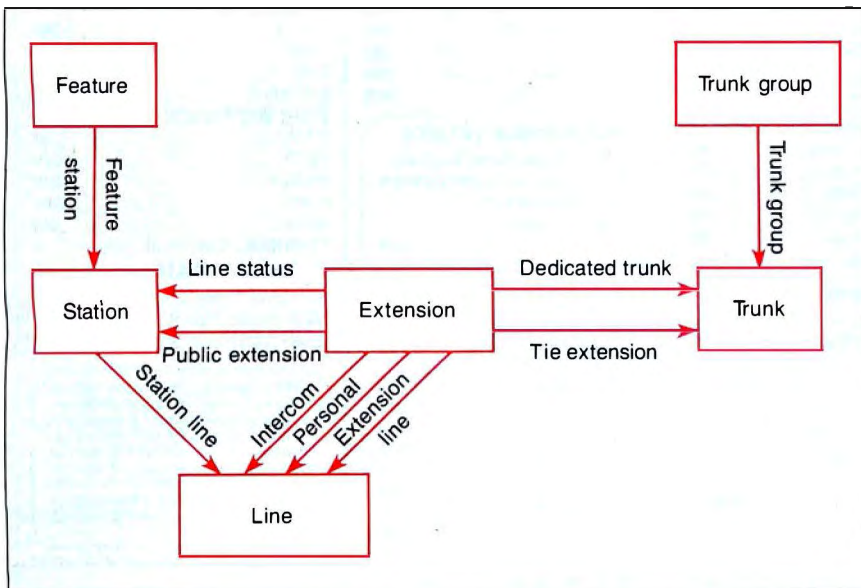 Feature
Trunk group
Feature
station
Trunk group
Line status
Dedicated trunk
Station
Extension
Trunk
Public extension
Tie extension
Station line
Intercom
Personal
Extension
line
Line